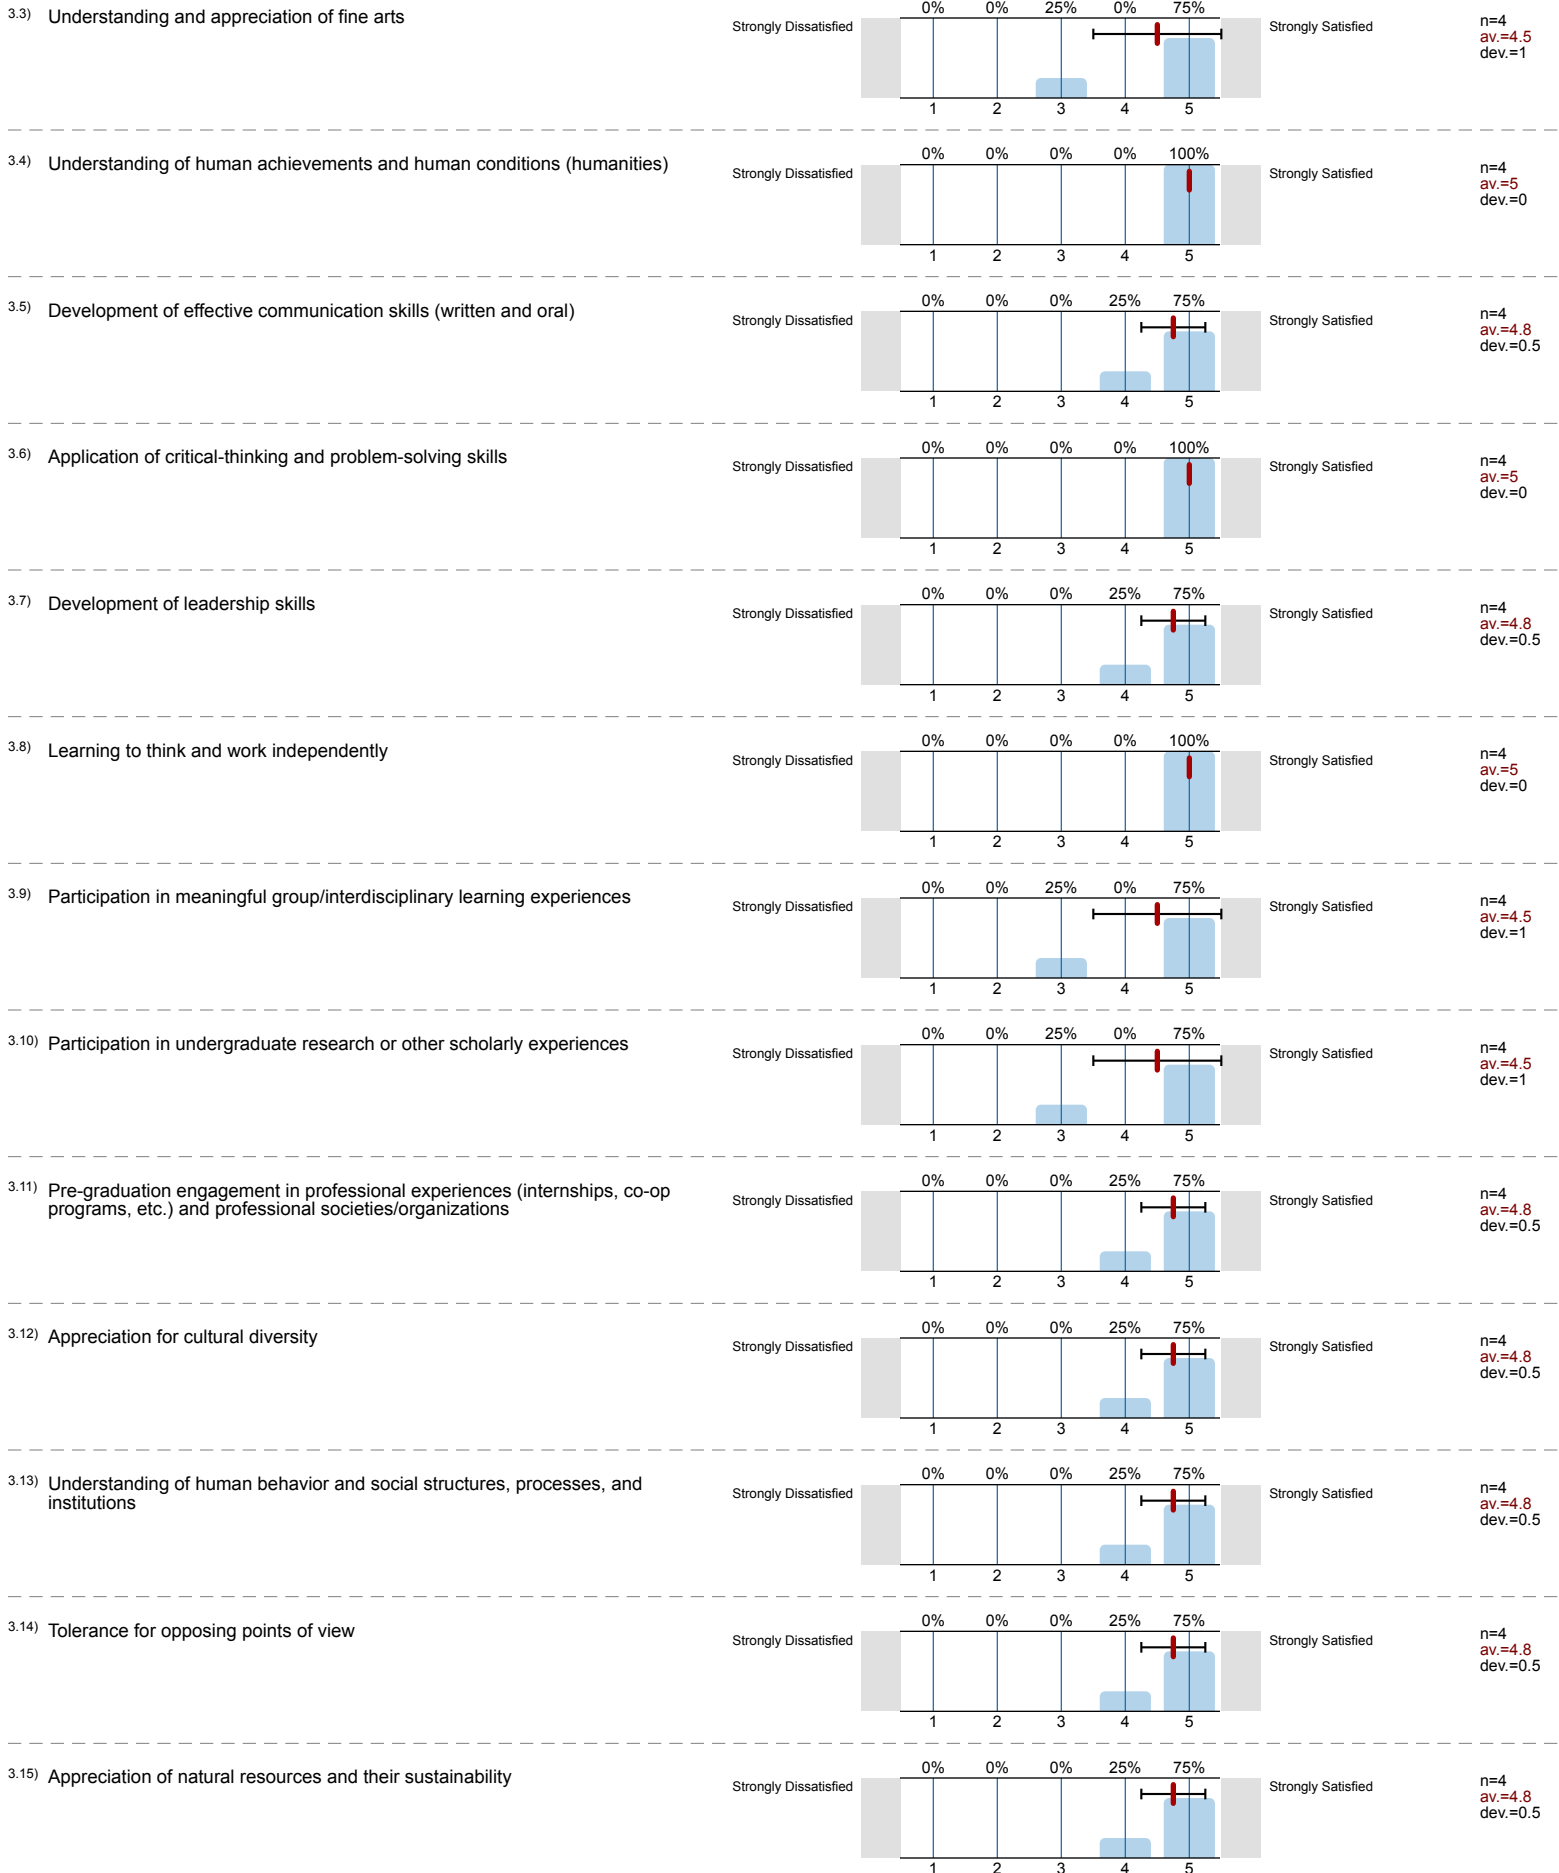 3.3) Understanding and appreciation of fine arts
Strongly Dissatisfied
0% 0% 25% 0% 75%
1 2 3 4 5
Strongly Satisfied
n=4
av.=4.5
dev.=1
3.4) Understanding of human achievements and human conditions (humanities)
Strongly Dissatisfied
0% 0% 0% 0% 100%
1 2 3 4 5
Strongly Satisfied
n=4
av.=5
dev.=0
3.5) Development of effective communication skills (written and oral)
Strongly Dissatisfied
0% 0% 0% 25% 75%
1 2 3 4 5
Strongly Satisfied
n=4
av.=4.8
dev.=0.5
3.6) Application of critical-thinking and problem-solving skills
Strongly Dissatisfied
0% 0% 0% 0% 100%
1 2 3 4 5
Strongly Satisfied
n=4
av.=5
dev.=0
3.7) Development of leadership skills
Strongly Dissatisfied
0% 0% 0% 25% 75%
1 2 3 4 5
Strongly Satisfied
n=4
av.=4.8
dev.=0.5
3.8) Learning to think and work independently
Strongly Dissatisfied
0% 0% 0% 0% 100%
1 2 3 4 5
Strongly Satisfied
n=4
av.=5
dev.=0
3.9) Participation in meaningful group/interdisciplinary learning experiences
Strongly Dissatisfied
0% 0% 25% 0% 75%
1 2 3 4 5
Strongly Satisfied
n=4
av.=4.5
dev.=1
3.10) Participation in undergraduate research or other scholarly experiences
Strongly Dissatisfied
0% 0% 25% 0% 75%
1 2 3 4 5
Strongly Satisfied
n=4
av.=4.5
dev.=1
3.11) Pre-graduation engagement in professional experiences (internships, co-op
programs, etc.) and professional societies/organizations
Strongly Dissatisfied
0% 0% 0% 25% 75%
1 2 3 4 5
Strongly Satisfied
n=4
av.=4.8
dev.=0.5
3.12) Appreciation for cultural diversity
Strongly Dissatisfied
0% 0% 0% 25% 75%
1 2 3 4 5
Strongly Satisfied
n=4
av.=4.8
dev.=0.5
3.13) Understanding of human behavior and social structures, processes, and
institutions
Strongly Dissatisfied
0% 0% 0% 25% 75%
1 2 3 4 5
Strongly Satisfied
n=4
av.=4.8
dev.=0.5
3.14) Tolerance for opposing points of view
Strongly Dissatisfied
0% 0% 0% 25% 75%
1 2 3 4 5
Strongly Satisfied
n=4
av.=4.8
dev.=0.5
3.15) Appreciation of natural resources and their sustainability
Strongly Dissatisfied
0% 0% 0% 25% 75%
1 2 3 4 5
Strongly Satisfied
n=4
av.=4.8
dev.=0.5